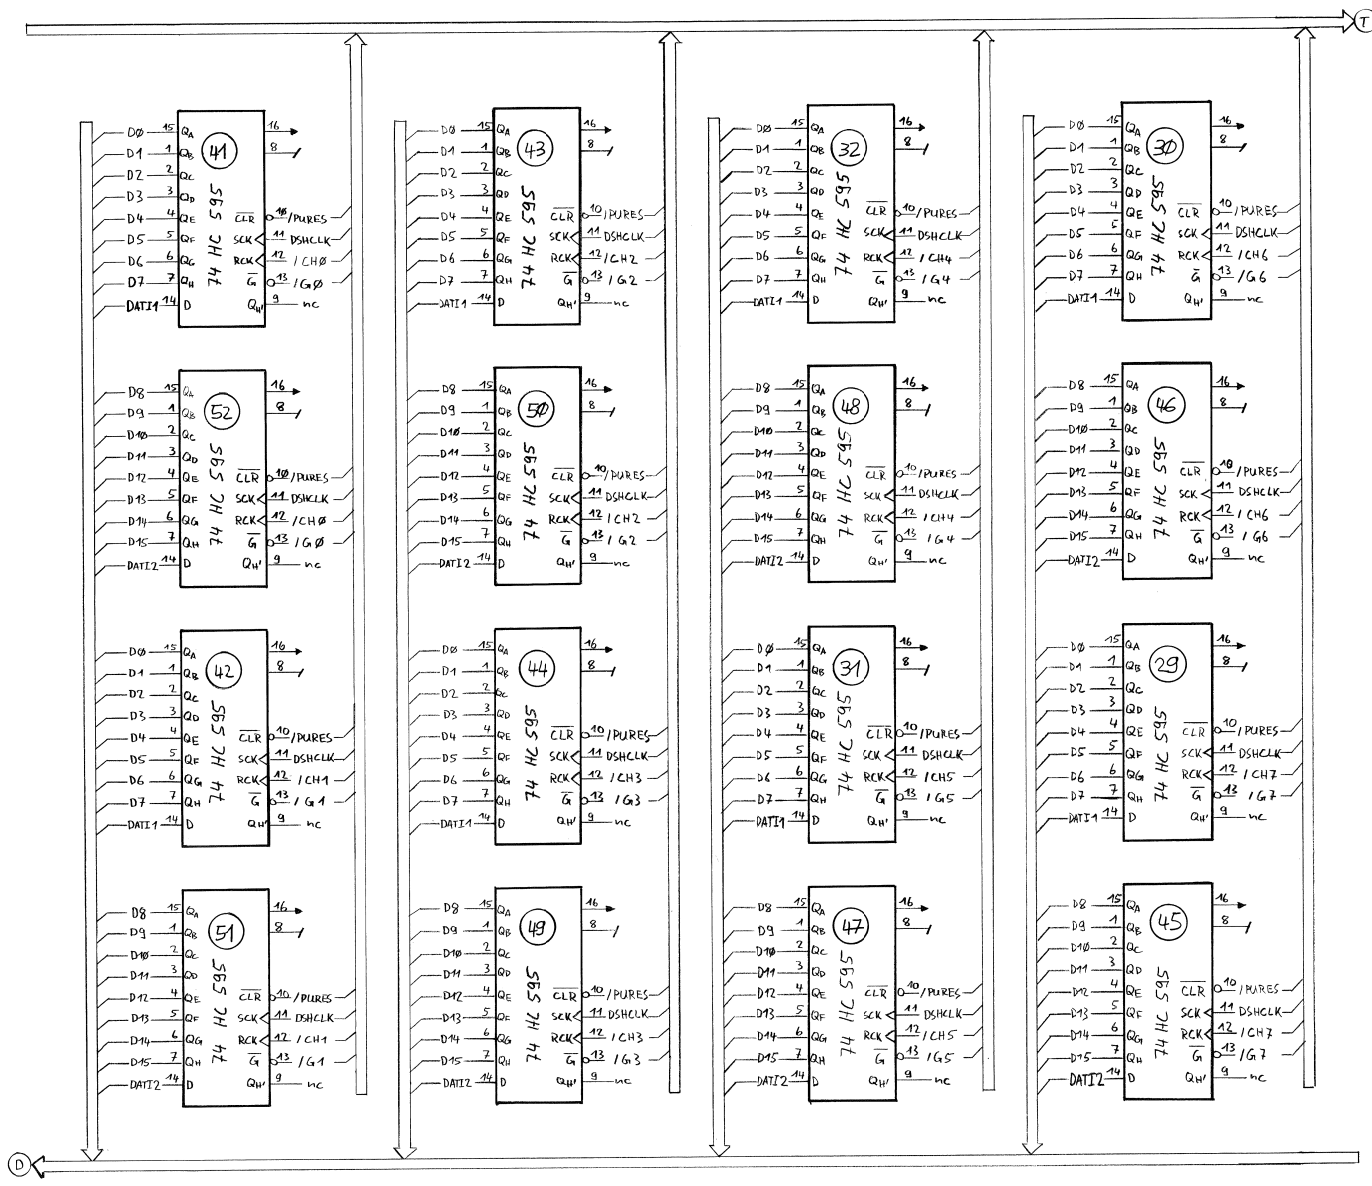 T
DØ 15 QA 41 16
D1 1 QB 8
D2 2 QC
D3 3 QD 74 HC 595
D4 4 QE CLR 1Ø /PURES
D5 5 QF SCK 11 DSHCLK
D6 6 QG RCK 12 /CHØ
D7 7 QH G 13 /GØ
DATI1 14 D QH' 9 nc
DØ 15 QA 43 16
D1 1 QB 8
D2 2 QC
D3 3 QD 74 HC 595
D4 4 QE CLR 10 /PURES
D5 5 QF SCK 11 DSHCLK
D6 6 QG RCK 12 /CH2
D7 7 QH G 13 /G2
DATI1 14 D QH' 9 nc
DØ 15 QA 32 16
D1 1 QB 8
D2 2 QC
D3 3 QD 74 HC 595
D4 4 QE CLR 10 /PURES
D5 5 QF SCK 11 DSHCLK
D6 6 QG RCK 12 /CH4
D7 7 QH G 13 /G4
DATI1 14 D QH' 9 nc
DØ 15 QA 3Ø 16
D1 1 QB 8
D2 2 QC
D3 3 QD 74 HC 595
D4 4 QE CLR 10 /PURES
D5 5 QF SCK 11 DSHCLK
D6 6 QG RCK 12 /CH6
D7 7 QH G 13 /G6
DATI1 14 D QH' 9 nc
D8 15 QA 52 16
D9 1 QB 8
D1Ø 2 QC
D11 3 QD 74 HC 595
D12 4 QE CLR 1Ø /PURES
D13 5 QF SCK 11 DSHCLK
D14 6 QG RCK 12 /CHØ
D15 7 QH G 13 /GØ
DATI2 14 D QH' 9 nc
D8 15 QA 5Ø 16
D9 1 QB 8
D1Ø 2 QC
D11 3 QD 74 HC 595
D12 4 QE CLR 10 /PURES
D13 5 QF SCK 11 DSHCLK
D14 6 QG RCK 12 /CH2
D15 7 QH G 13 /G2
DATI2 14 D QH' 9 nc
D8 15 QA 48 16
D9 1 QB 8
D1Ø 2 QC
D11 3 QD 74 HC 595
D12 4 QE CLR 10 /PURES
D13 5 QF SCK 11 DSHCLK
D14 6 QG RCK 12 /CH4
D15 7 QH G 13 /G4
DATI2 14 D QH' 9 nc
D8 15 QA 46 16
D9 1 QB 8
D1Ø 2 QC
D11 3 QD 74 HC 595
D12 4 QE CLR 1Ø /PURES
D13 5 QF SCK 11 DSHCLK
D14 6 QG RCK 12 /CH6
D15 7 QH G 13 /G6
DATI2 14 D QH' 9 nc
DØ 15 QA 42 16
D1 1 QB 8
D2 2 QC
D3 3 QD 74 HC 595
D4 4 QE CLR 10 /PURES
D5 5 QF SCK 11 DSHCLK
D6 6 QG RCK 12 /CH1
D7 7 QH G 13 /G1
DATI1 14 D QH' 9 nc
DØ 15 QA 44 16
D1 1 QB 8
D2 2 QC
D3 3 QD 74 HC 595
D4 4 QE CLR 10 /PURES
D5 5 QF SCK 11 DSHCLK
D6 6 QG RCK 12 /CH3
D7 7 QH G 13 /G3
DATI1 14 D QH' 9 nc
DØ 15 QA 31 16
D1 1 QB 8
D2 2 QC
D3 3 QD 74 HC 595
D4 4 QE CLR 10 /PURES
D5 5 QF SCK 11 DSHCLK
D6 6 QG RCK 12 /CH5
D7 7 QH G 13 /G5
DATI1 14 D QH' 9 nc
DØ 15 QA 29 16
D1 1 QB 8
D2 2 QC
D3 3 QD 74 HC 595
D4 4 QE CLR 10 /PURES
D5 5 QF SCK 11 DSHCLK
D6 6 QG RCK 12 /CH7
D7 7 QH G 13 /G7
DATI1 14 D QH' 9 nc
D8 15 QA 51 16
D9 1 QB 8
D1Ø 2 QC
D11 3 QD 74 HC 595
D12 4 QE CLR 10 /PURES
D13 5 QF SCK 11 DSHCLK
D14 6 QG RCK 12 /CH1
D15 7 QH G 13 /G1
DATI2 14 D QH' 9 nc
D8 15 QA 49 16
D9 1 QB 8
D1Ø 2 QC
D11 3 QD 74 HC 595
D12 4 QE CLR 10 /PURES
D13 5 QF SCK 11 DSHCLK
D14 6 QG RCK 12 /CH3
D15 7 QH G 13 /G3
DATI2 14 D QH' 9 nc
D8 15 QA 47 16
D9 1 QB 8
D1Ø 2 QC
D11 3 QD 74 HC 595
D12 4 QE CLR 10 /PURES
D13 5 QF SCK 11 DSHCLK
D14 6 QG RCK 12 /CH5
D15 7 QH G 13 /G5
DATI2 14 D QH' 9 nc
D8 15 QA 45 16
D9 1 QB 8
D1Ø 2 QC
D11 3 QD 74 HC 595
D12 4 QE CLR 10 /PURES
D13 5 QF SCK 11 DSHCLK
D14 6 QG RCK 12 /CH7
D15 7 QH G 13 /G7
DATI2 14 D QH' 9 nc
D